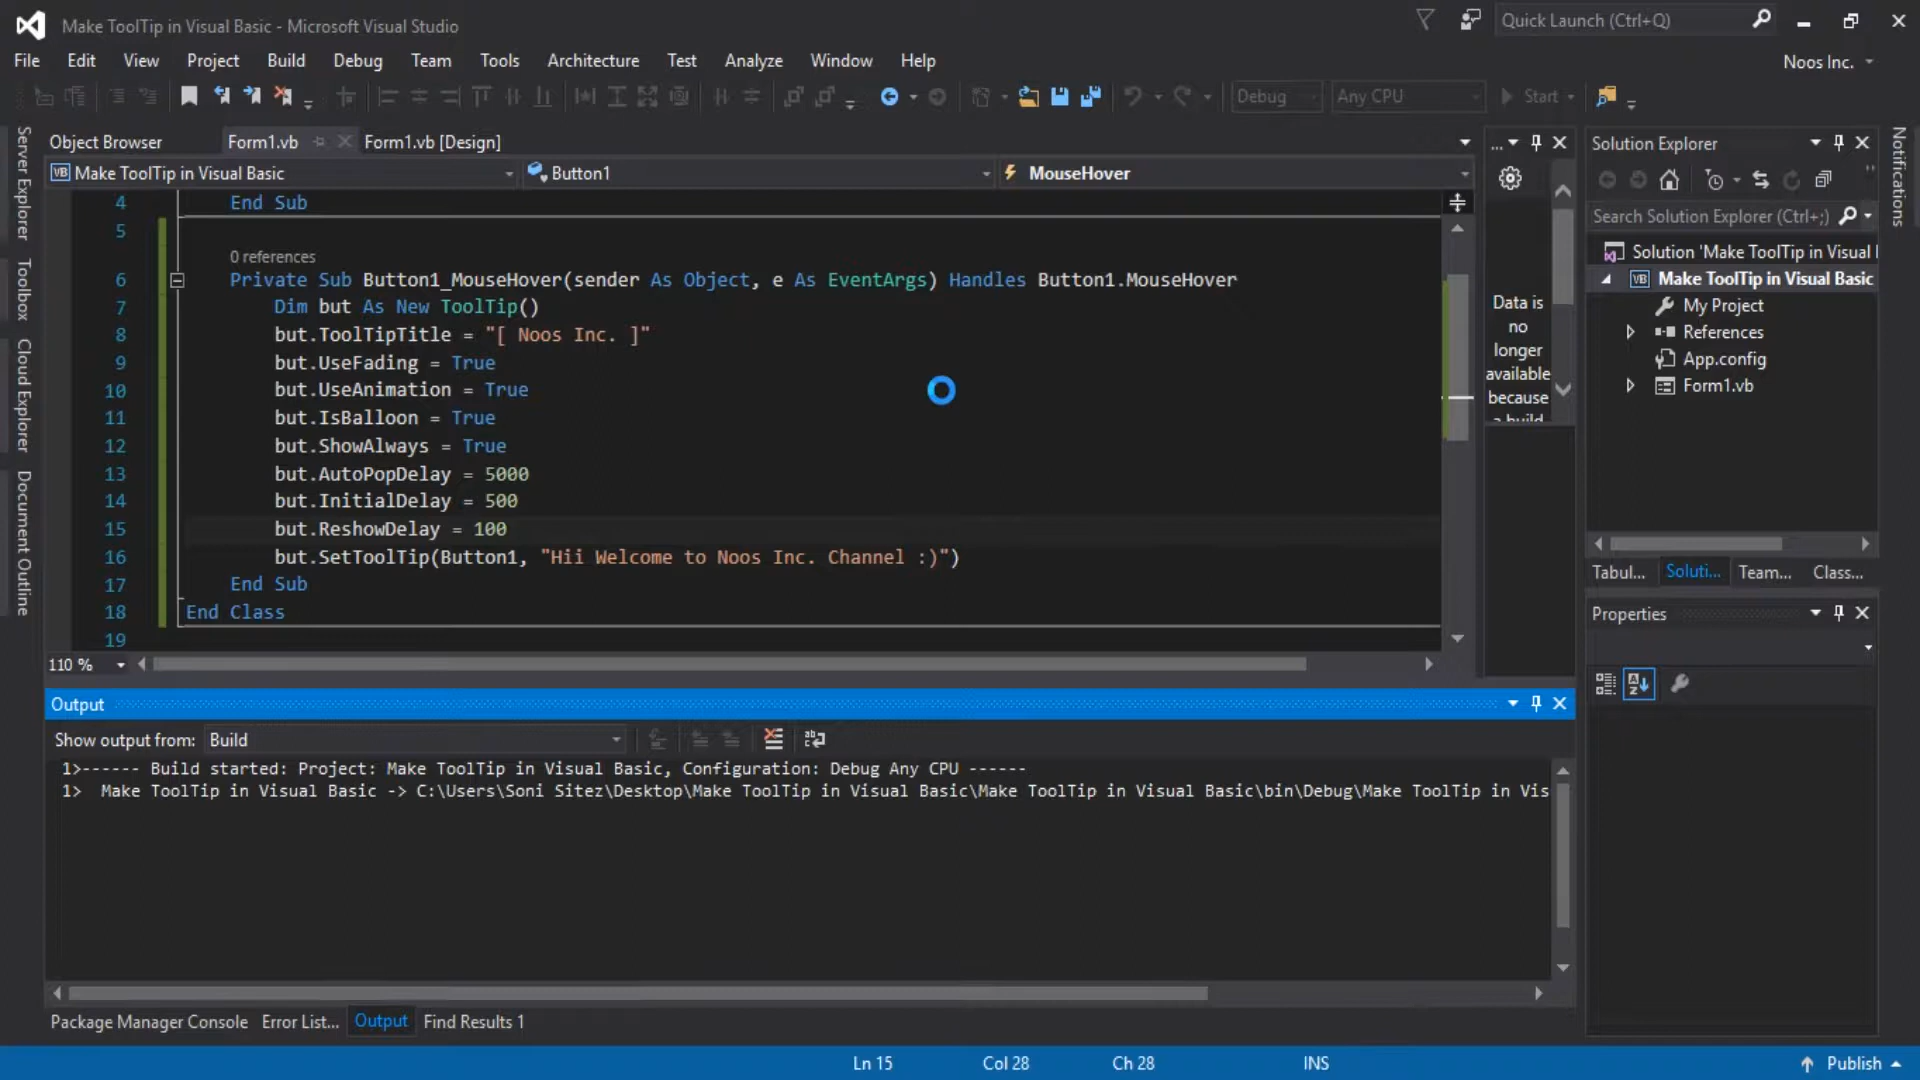 Make ToolTip in Visual Basic - Microsoft Visual Studio
Quick Launch (Ctrl+Q)
File Edit View Project Build Debug Team Tools Architecture Test Analyze Window Help
Noos Inc.
Debug Any CPU Start
Server Explorer
Toolbox
Cloud Explorer
Document Outline
Object Browser Form1.vb Form1.vb [Design]
VB Make ToolTip in Visual Basic Button1 MouseHover
4 End Sub
5
0 references
6 Private Sub Button1_MouseHover(sender As Object, e As EventArgs) Handles Button1.MouseHover
7 Dim but As New ToolTip()
8 but.ToolTipTitle = "[ Noos Inc. ]"
9 but.UseFading = True
10 but.UseAnimation = True
11 but.IsBalloon = True
12 but.ShowAlways = True
13 but.AutoPopDelay = 5000
14 but.InitialDelay = 500
15 but.ReshowDelay = 100
16 but.SetToolTip(Button1, "Hii Welcome to Noos Inc. Channel :)")
17 End Sub
18 End Class
19
110 %
...
Data is
no
longer
available
because
a build
Solution Explorer
Search Solution Explorer (Ctrl+;)
Solution 'Make ToolTip in Visual
VB Make ToolTip in Visual Basic
My Project
References
App.config
Form1.vb
Tabul... Soluti... Team... Class...
Notifications
Properties
Output
Show output from: Build
1>------ Build started: Project: Make ToolTip in Visual Basic, Configuration: Debug Any CPU ------
1> Make ToolTip in Visual Basic -> C:\Users\Soni Sitez\Desktop\Make ToolTip in Visual Basic\Make ToolTip in Visual Basic\bin\Debug\Make ToolTip in Vis
Package Manager Console Error List... Output Find Results 1
Ln 15 Col 28 Ch 28 INS Publish